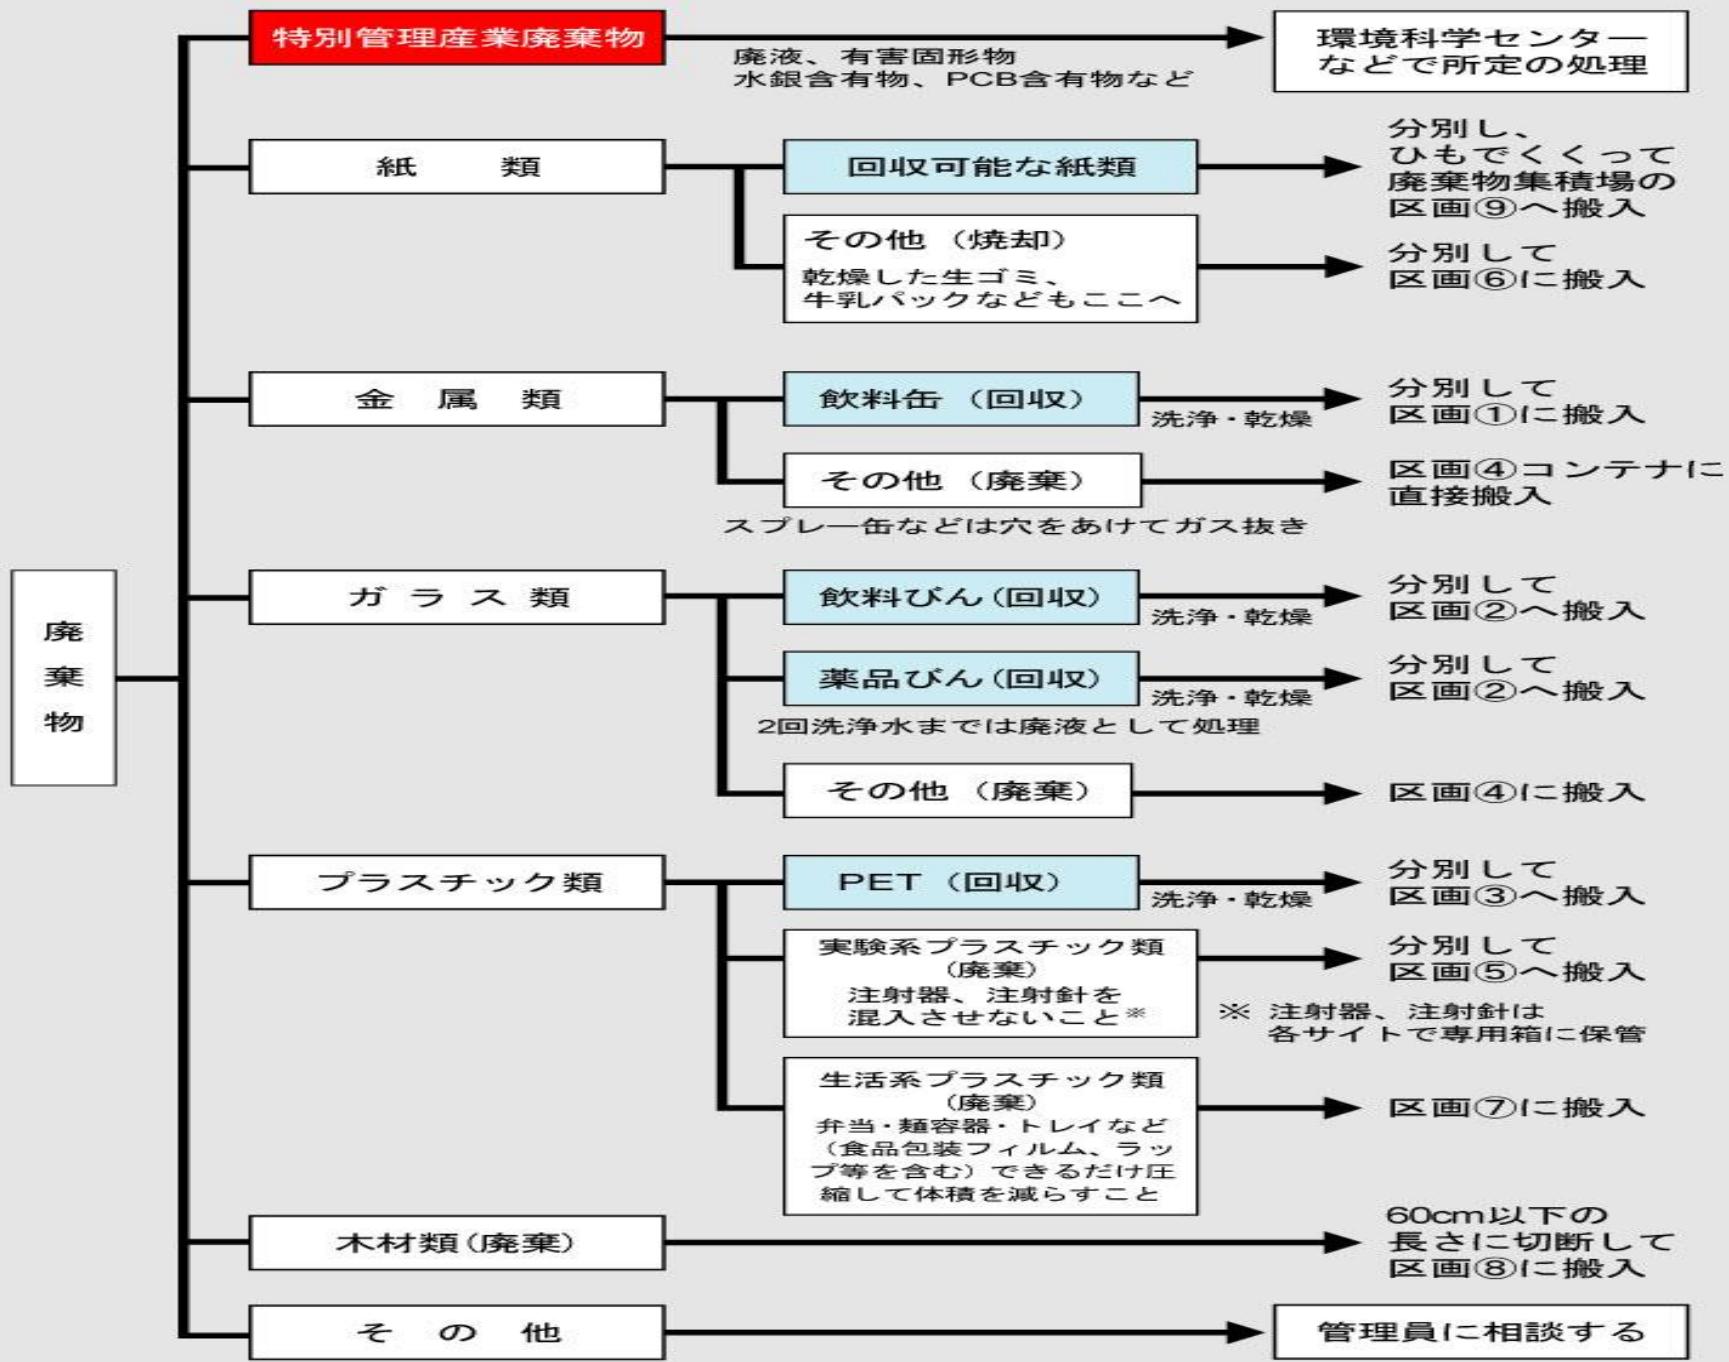 特別管理産業廃棄物
廃液、有害固形物
水銀含有物、PCB含有物など
環境科学センター
などで所定の処理
紙 類
回収可能な紙類
分別し、
ひもでくくって
廃棄物集積場の
区画⑨へ搬入
その他（焼却）
乾燥した生ゴミ、
牛乳パックなどもここへ
分別して
区画⑥に搬入
金 属 類
飲料缶（回収）
洗浄・乾燥
分別して
区画①に搬入
その他（廃棄）
区画④コンテナに
直接搬入
スプレー缶などは穴をあけてガス抜き
廃
棄
物
ガ ラ ス 類
飲料びん（回収）
洗浄・乾燥
分別して
区画②へ搬入
薬品びん（回収）
洗浄・乾燥
分別して
区画②へ搬入
2回洗浄水までは廃液として処理
その他（廃棄）
区画④に搬入
プラスチック類
PET（回収）
洗浄・乾燥
分別して
区画③へ搬入
実験系プラスチック類
（廃棄）
注射器、注射針を
混入させないこと※
分別して
区画⑤へ搬入
※ 注射器、注射針は
各サイトで専用箱に保管
生活系プラスチック類
（廃棄）
弁当・麺容器・トレイなど
（食品包装フィルム、ラッ
プ等を含む）できるだけ圧
縮して体積を減らすこと
区画⑦に搬入
木材類（廃棄）
60cm以下の
長さに切断して
区画⑧に搬入
そ の 他
管理員に相談する